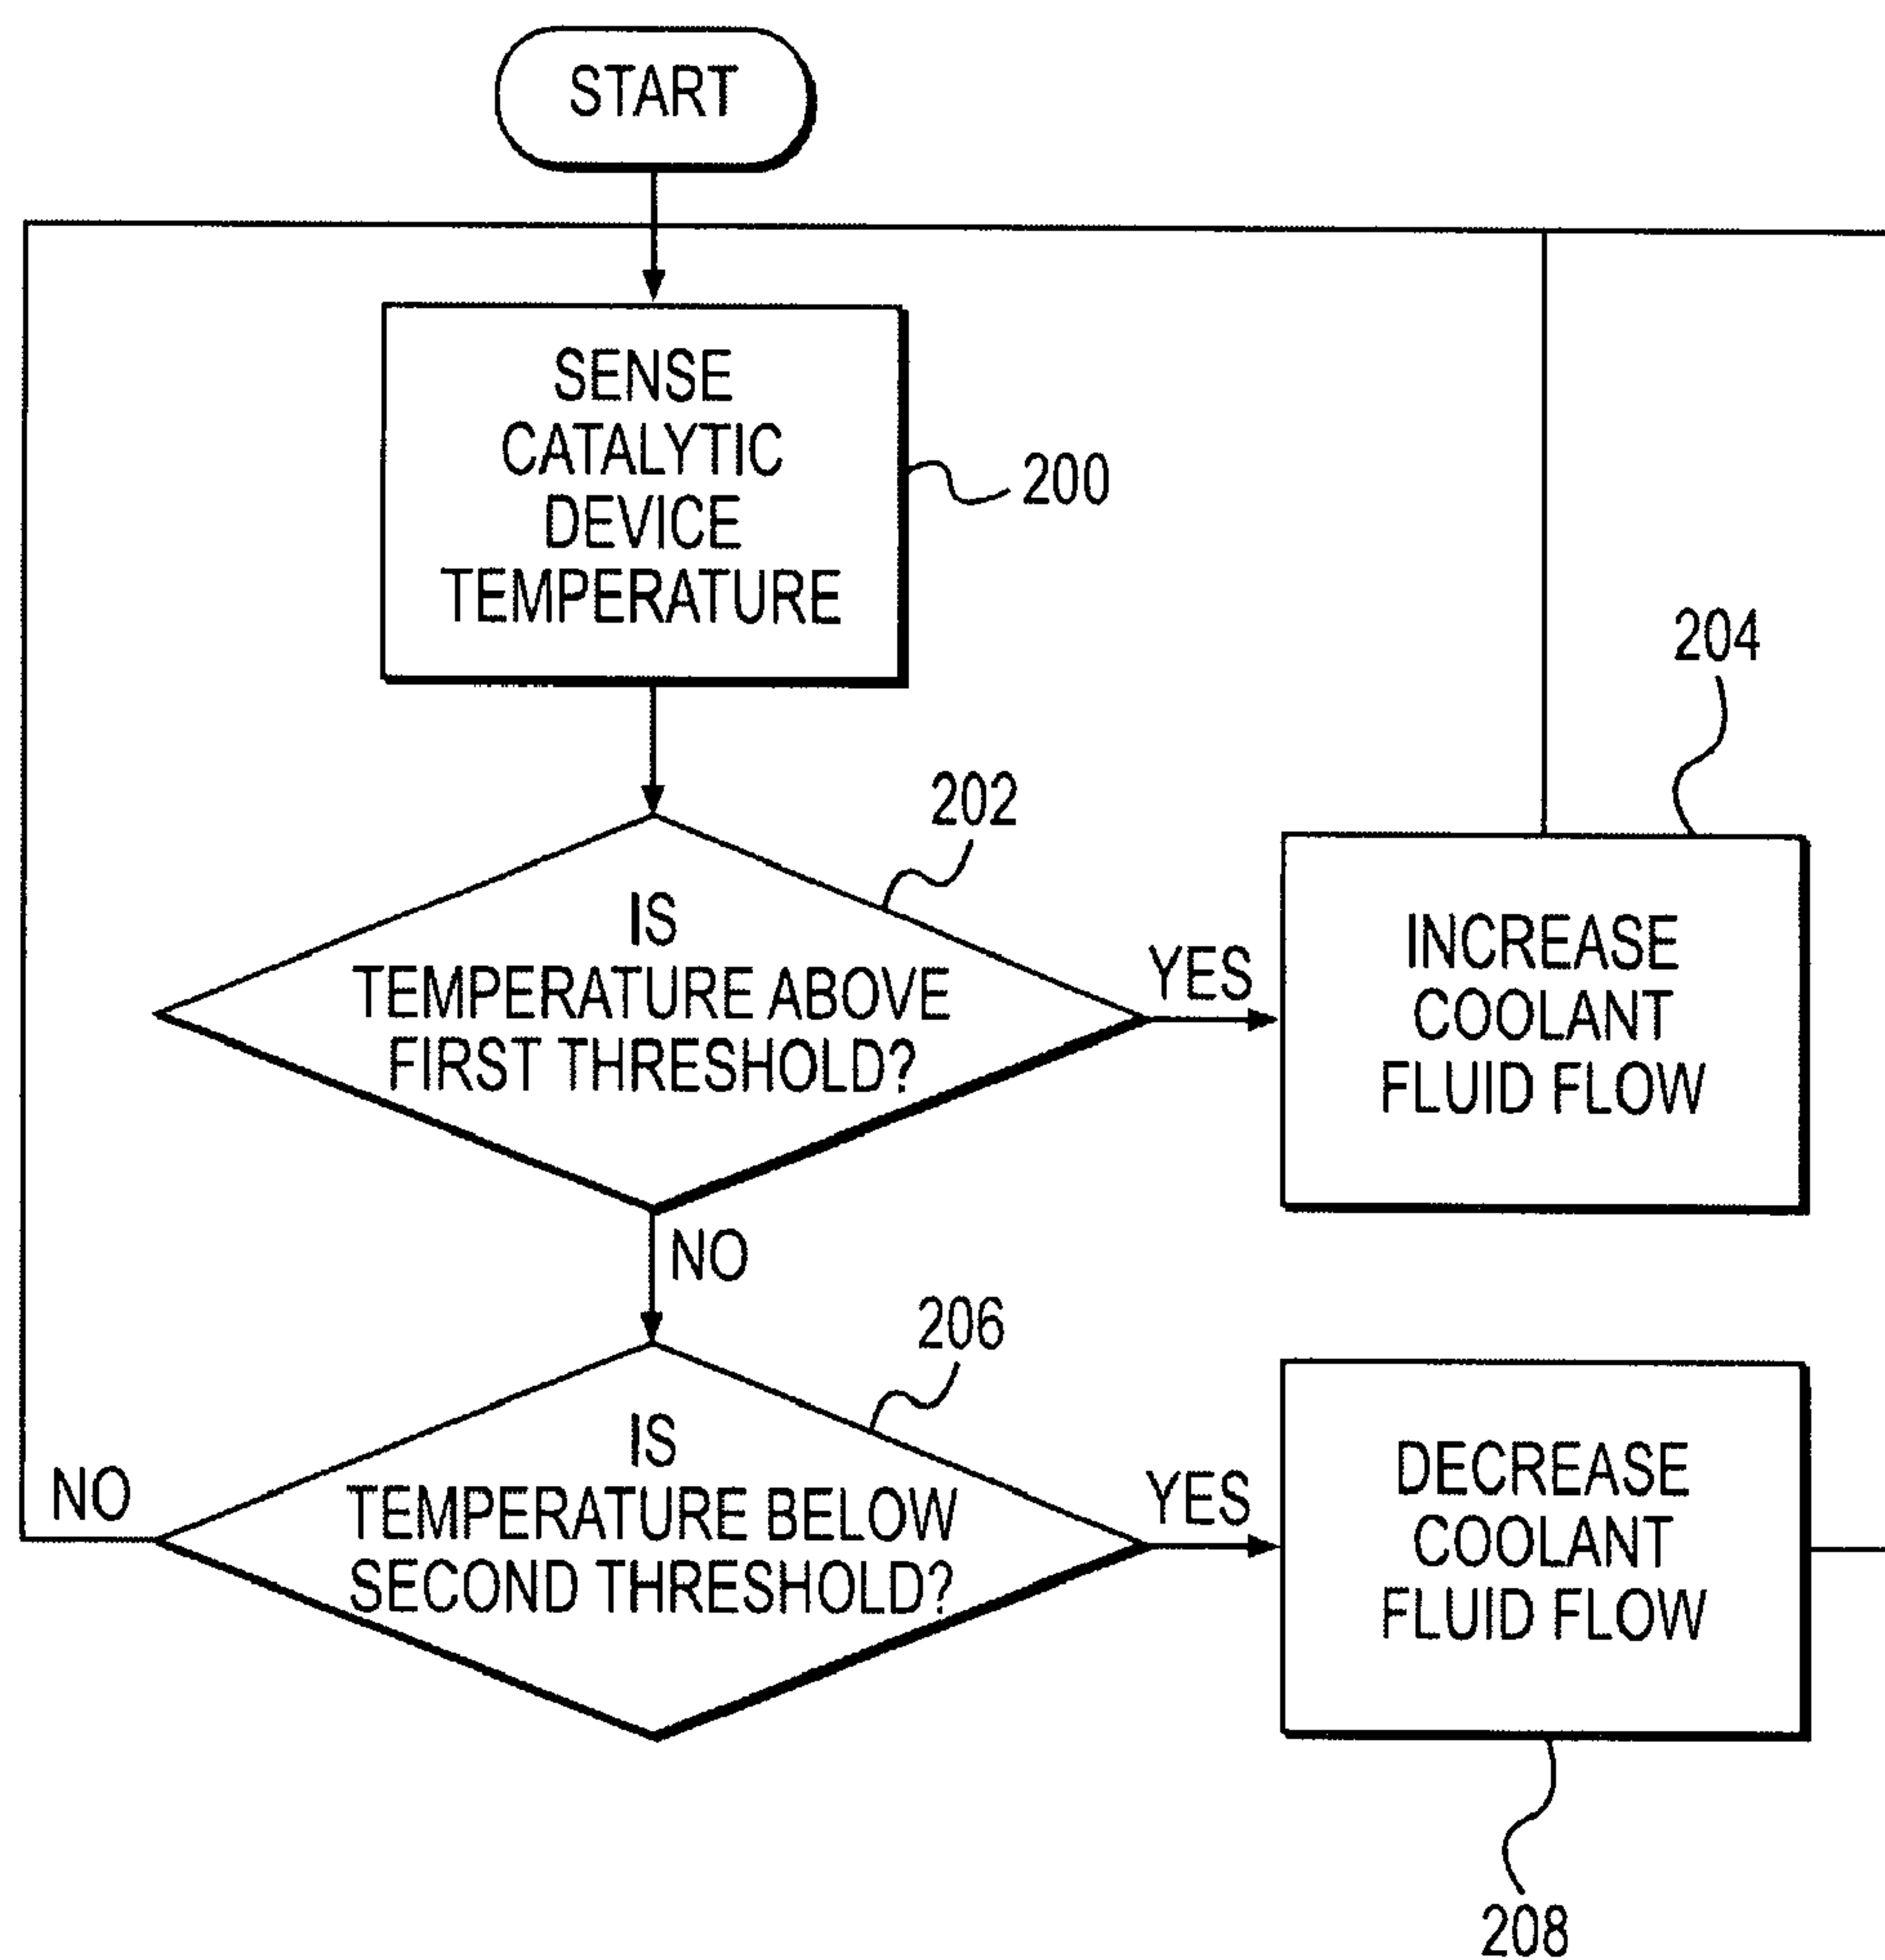 START
SENSE
CATALYTIC
DEVICE
TEMPERATURE
200
202
IS
TEMPERATURE ABOVE
FIRST THRESHOLD?
YES
204
INCREASE
COOLANT
FLUID FLOW
NO
206
IS
TEMPERATURE BELOW
SECOND THRESHOLD?
NO
YES
DECREASE
COOLANT
FLUID FLOW
208